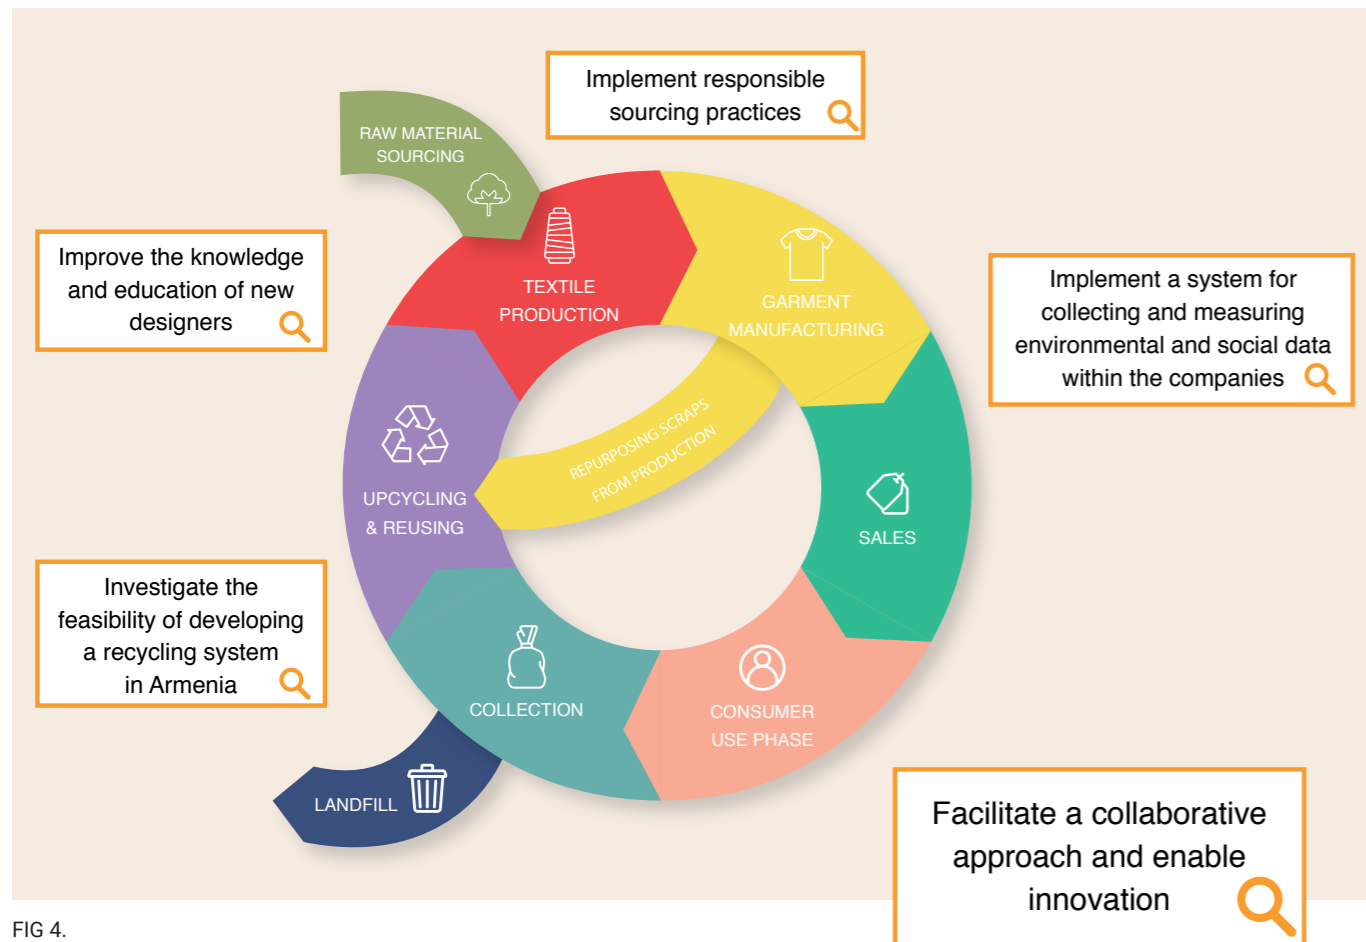 Implement responsible
sourcing practices
RAW MATERIAL
SOURCING
Improve the knowledge
and education of new
designers
TEXTILE
PRODUCTION
GARMENT
MANUFACTURING
Implement a system for
collecting and measuring
environmental and social data
within the companies
REPURPOSING SCRAPS
FROM PRODUCTION
UPCYCLING
& REUSING
SALES
Investigate the
feasibility of developing
a recycling system
in Armenia
COLLECTION
CONSUMER
USE PHASE
LANDFILL
Facilitate a collaborative
approach and enable
innovation
FIG 4.